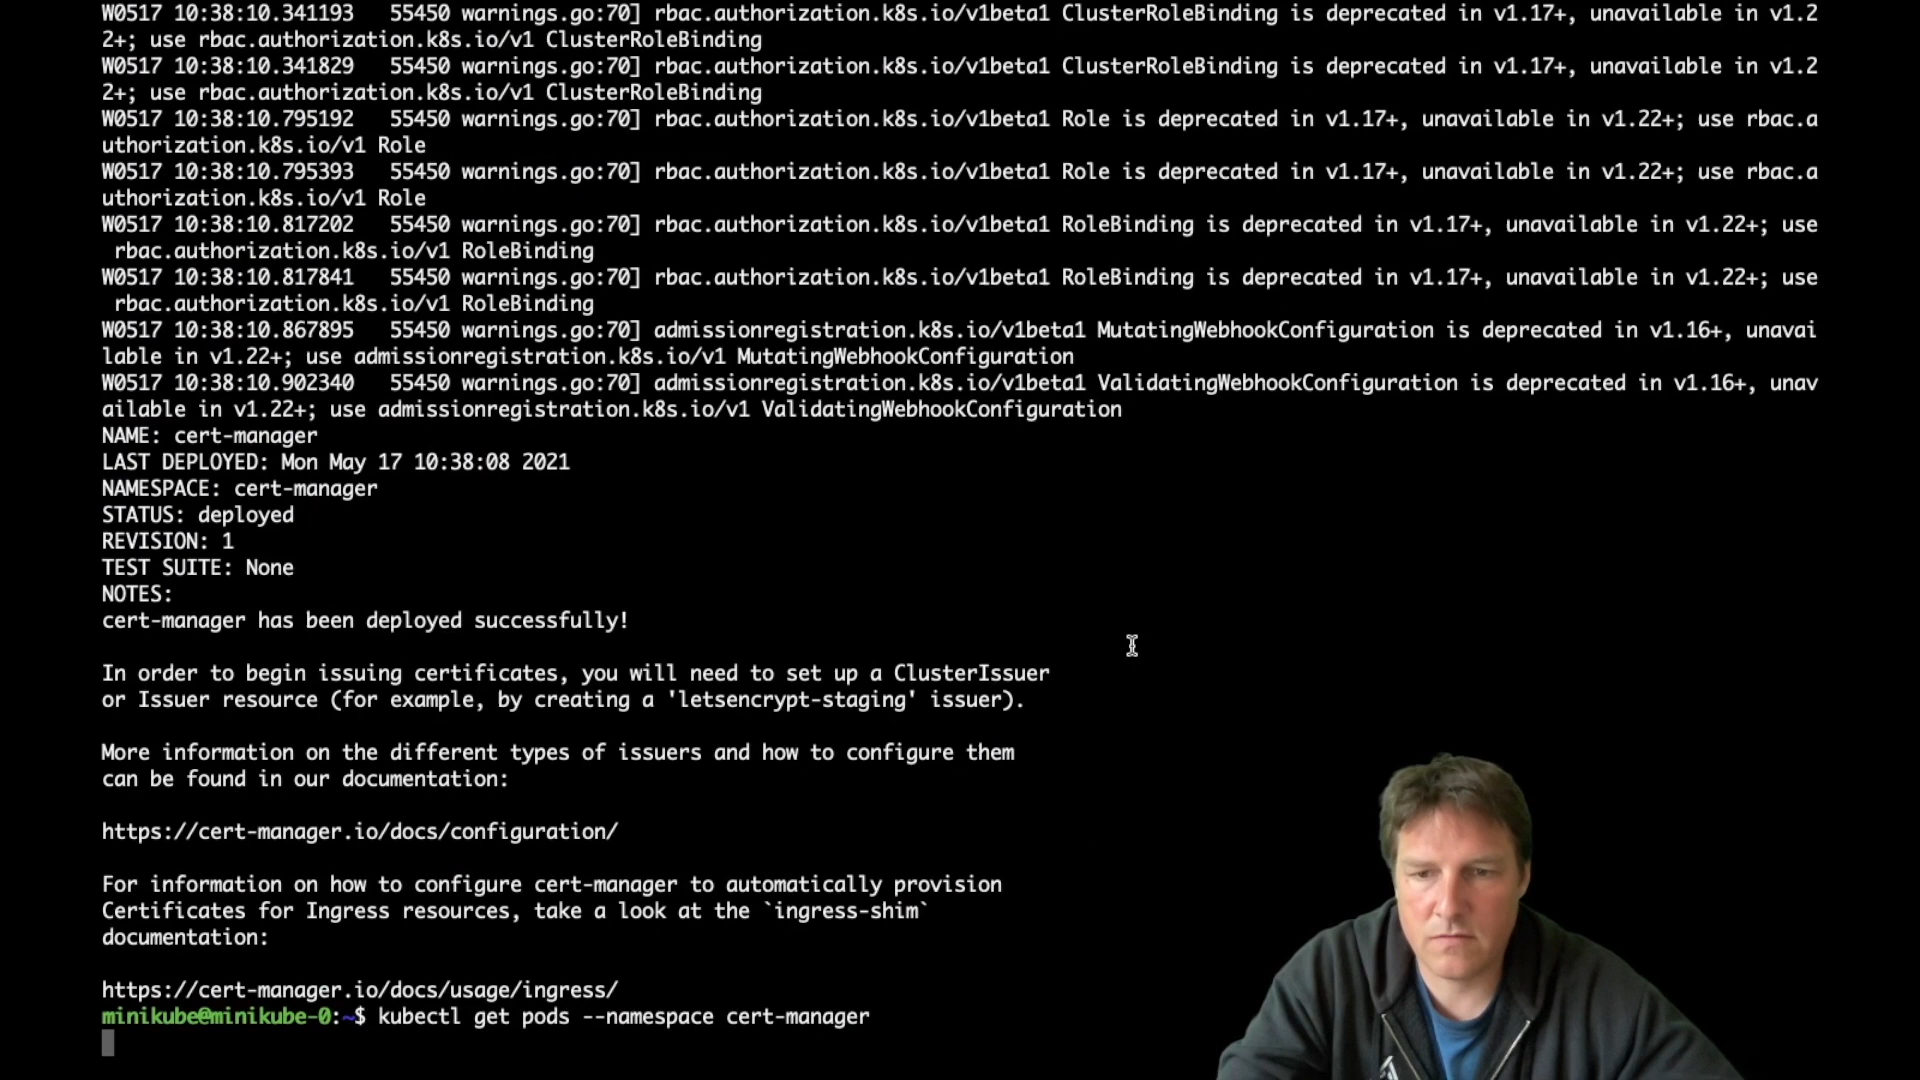 W0517 10:38:10.341193   55450 warnings.go:70] rbac.authorization.k8s.io/v1beta1 ClusterRoleBinding is deprecated in v1.17+, unavailable in v1.2
2+; use rbac.authorization.k8s.io/v1 ClusterRoleBinding
W0517 10:38:10.341829   55450 warnings.go:70] rbac.authorization.k8s.io/v1beta1 ClusterRoleBinding is deprecated in v1.17+, unavailable in v1.2
2+; use rbac.authorization.k8s.io/v1 ClusterRoleBinding
W0517 10:38:10.795192   55450 warnings.go:70] rbac.authorization.k8s.io/v1beta1 Role is deprecated in v1.17+, unavailable in v1.22+; use rbac.a
uthorization.k8s.io/v1 Role
W0517 10:38:10.795393   55450 warnings.go:70] rbac.authorization.k8s.io/v1beta1 Role is deprecated in v1.17+, unavailable in v1.22+; use rbac.a
uthorization.k8s.io/v1 Role
W0517 10:38:10.817202   55450 warnings.go:70] rbac.authorization.k8s.io/v1beta1 RoleBinding is deprecated in v1.17+, unavailable in v1.22+; use
 rbac.authorization.k8s.io/v1 RoleBinding
W0517 10:38:10.817841   55450 warnings.go:70] rbac.authorization.k8s.io/v1beta1 RoleBinding is deprecated in v1.17+, unavailable in v1.22+; use
 rbac.authorization.k8s.io/v1 RoleBinding
W0517 10:38:10.867895   55450 warnings.go:70] admissionregistration.k8s.io/v1beta1 MutatingWebhookConfiguration is deprecated in v1.16+, unavai
lable in v1.22+; use admissionregistration.k8s.io/v1 MutatingWebhookConfiguration
W0517 10:38:10.902340   55450 warnings.go:70] admissionregistration.k8s.io/v1beta1 ValidatingWebhookConfiguration is deprecated in v1.16+, unav
ailable in v1.22+; use admissionregistration.k8s.io/v1 ValidatingWebhookConfiguration
NAME: cert-manager
LAST DEPLOYED: Mon May 17 10:38:08 2021
NAMESPACE: cert-manager
STATUS: deployed
REVISION: 1
TEST SUITE: None
NOTES:
cert-manager has been deployed successfully!
In order to begin issuing certificates, you will need to set up a ClusterIssuer
or Issuer resource (for example, by creating a 'letsencrypt-staging' issuer).
More information on the different types of issuers and how to configure them
can be found in our documentation:
https://cert-manager.io/docs/configuration/
For information on how to configure cert-manager to automatically provision
Certificates for Ingress resources, take a look at the `ingress-shim`
documentation:
https://cert-manager.io/docs/usage/ingress/
minikube@minikube-0:~$ kubectl get pods --namespace cert-manager